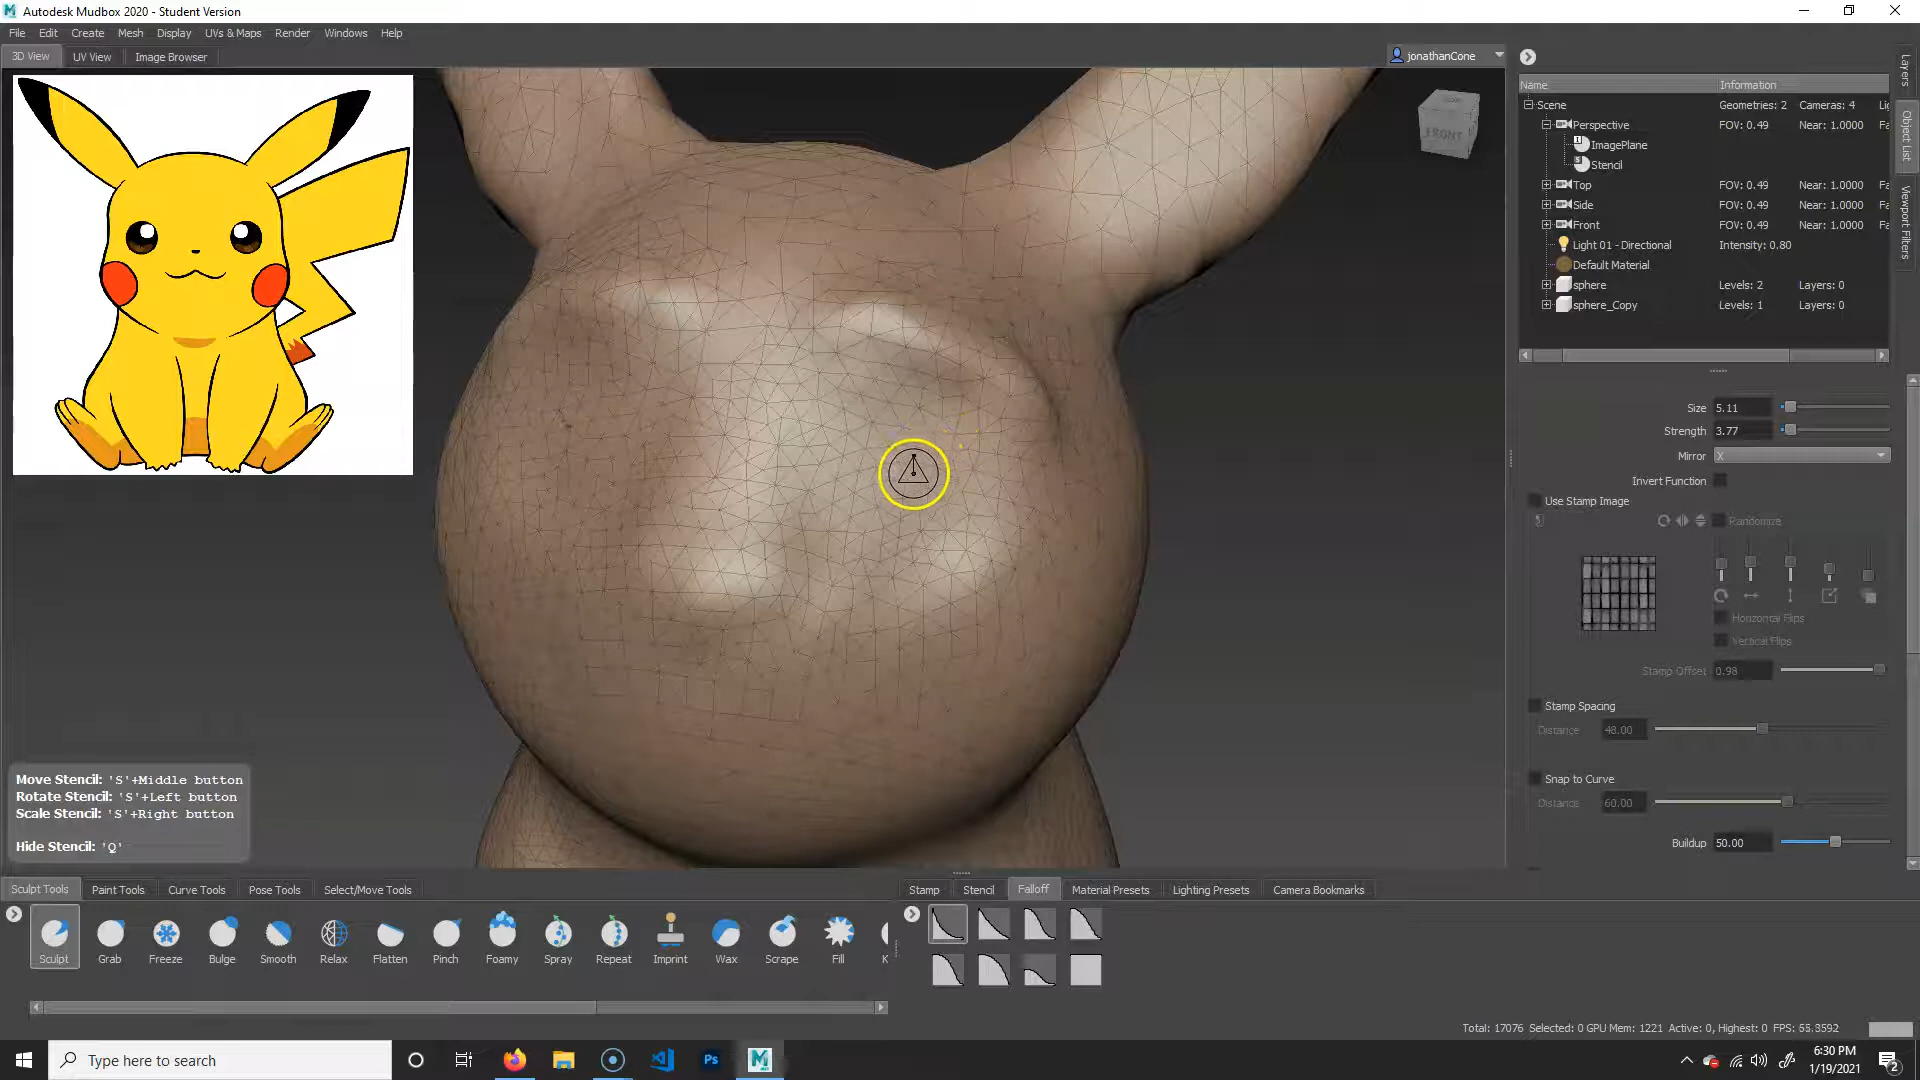 Autodesk Mudbox 2020 - Student Version
File Edit Create Mesh Display UVs & Maps Render Windows Help
3D View UV View Image Browser
jonathanCone
FRONT
Name Information
Scene Geometries: 2 Cameras: 4
Perspective FOV: 0.49 Near: 1.0000
ImagePlane
Stencil
Top FOV: 0.49 Near: 1.0000
Side FOV: 0.49 Near: 1.0000
Front FOV: 0.49 Near: 1.0000
Light 01 - Directional Intensity: 0.80
Default Material
sphere Levels: 2 Layers: 0
sphere_Copy Levels: 1 Layers: 0
Layers
Object List
Viewport Filters
Size 5.11
Strength 3.77
Mirror X
Invert Function
Use Stamp Image
Randomize
Horizontal Flips
Vertical Flips
Stamp Offset 0.98
Stamp Spacing
Distance 48.00
Snap to Curve
Distance 60.00
Buildup 50.00
Move Stencil: 'S'+Middle button
Rotate Stencil: 'S'+Left button
Scale Stencil: 'S'+Right button
Hide Stencil: 'Q'
Sculpt Tools Paint Tools Curve Tools Pose Tools Select/Move Tools
Stamp Stencil Falloff Material Presets Lighting Presets Camera Bookmarks
Sculpt Grab Freeze Bulge Smooth Relax Flatten Pinch Foamy Spray Repeat Imprint Wax Scrape Fill K
Total: 17076 Selected: 0 GPU Mem: 1221 Active: 0, Highest: 0 FPS: 55.8592
Type here to search
Ps
6:30 PM
1/19/2021
2